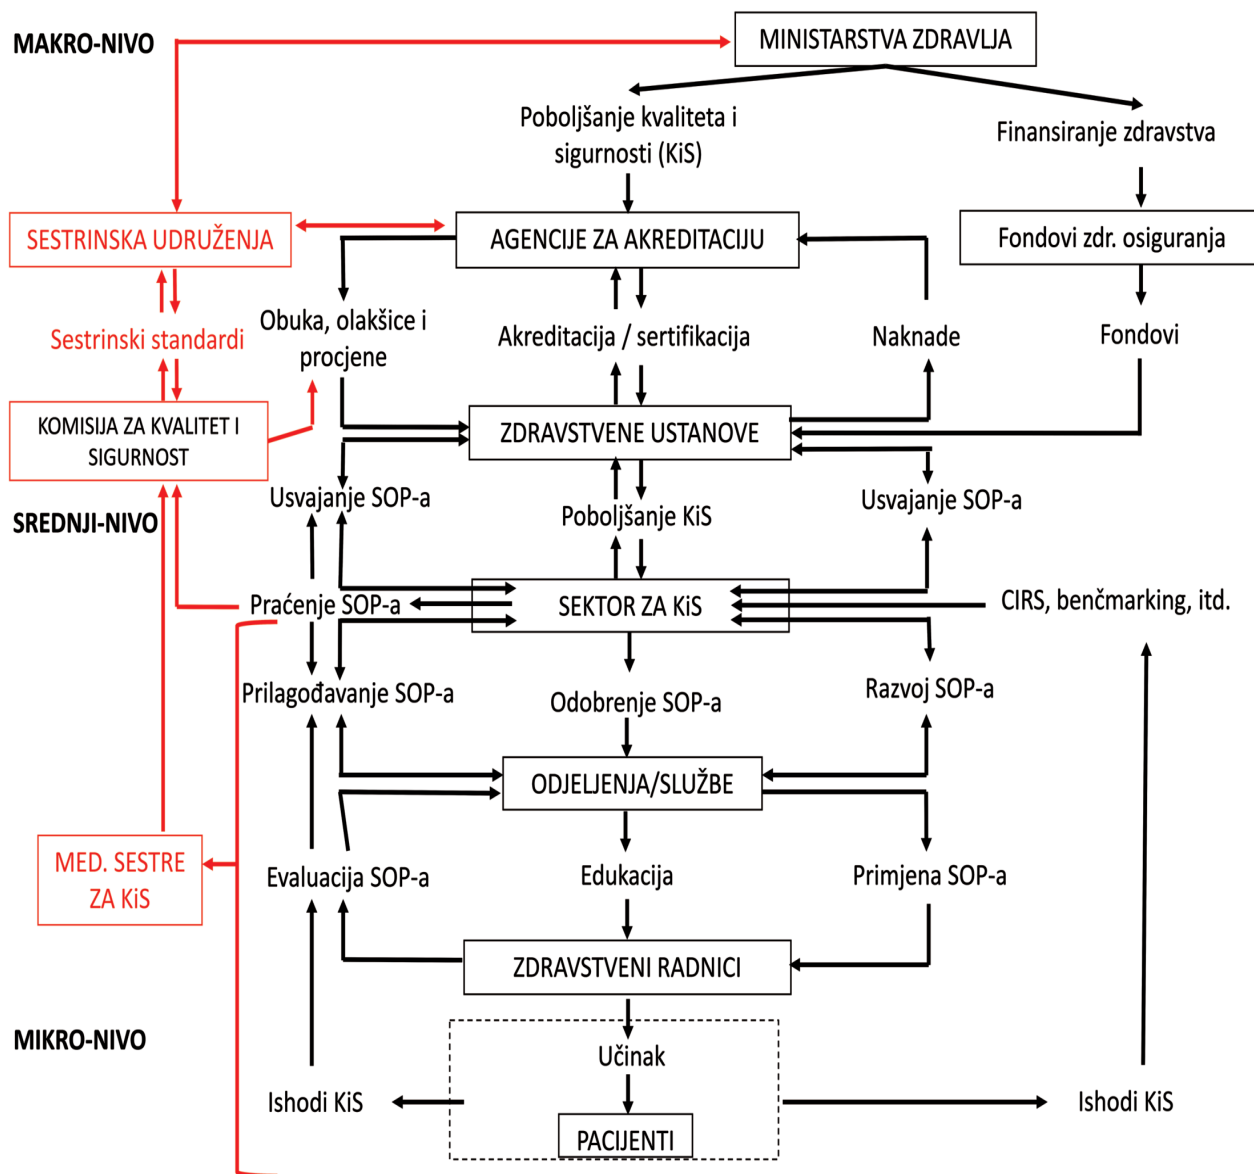 MAKRO-NIVO
MINISTARSTVA ZDRAVLJA
Poboljšanje kvaliteta i
sigurnosti (KiS)
Finansiranje zdravstva
SESTRINSKA UDRUŽENJA
AGENCIJE ZA AKREDITACIJU
Fondovi zdr. osiguranja
Sestrinski standardi
Obuka, olakšice i
procjene
Akreditacija / sertifikacija
Naknade
Fondovi
KOMISIJA ZA KVALITET I
SIGURNOST
ZDRAVSTVENE USTANOVE
SREDNJI-NIVO
Usvajanje SOP-a
Poboljšanje KiS
Usvajanje SOP-a
Praćenje SOP-a
SEKTOR ZA KiS
CIRS, benčmarking, itd.
Prilagođavanje SOP-a
Odobrenje SOP-a
Razvoj SOP-a
ODJELJENJA/SLUŽBE
MED. SESTRE
ZA KiS
Evaluacija SOP-a
Edukacija
Primjena SOP-a
ZDRAVSTVENI RADNICI
MIKRO-NIVO
Učinak
Ishodi KiS
Ishodi KiS
PACIJENTI